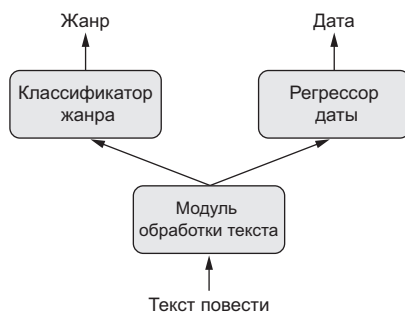 Жанр
Дата
Классификатор
жанра
Регрессор
даты
Модуль
обработки текста
Текст повести